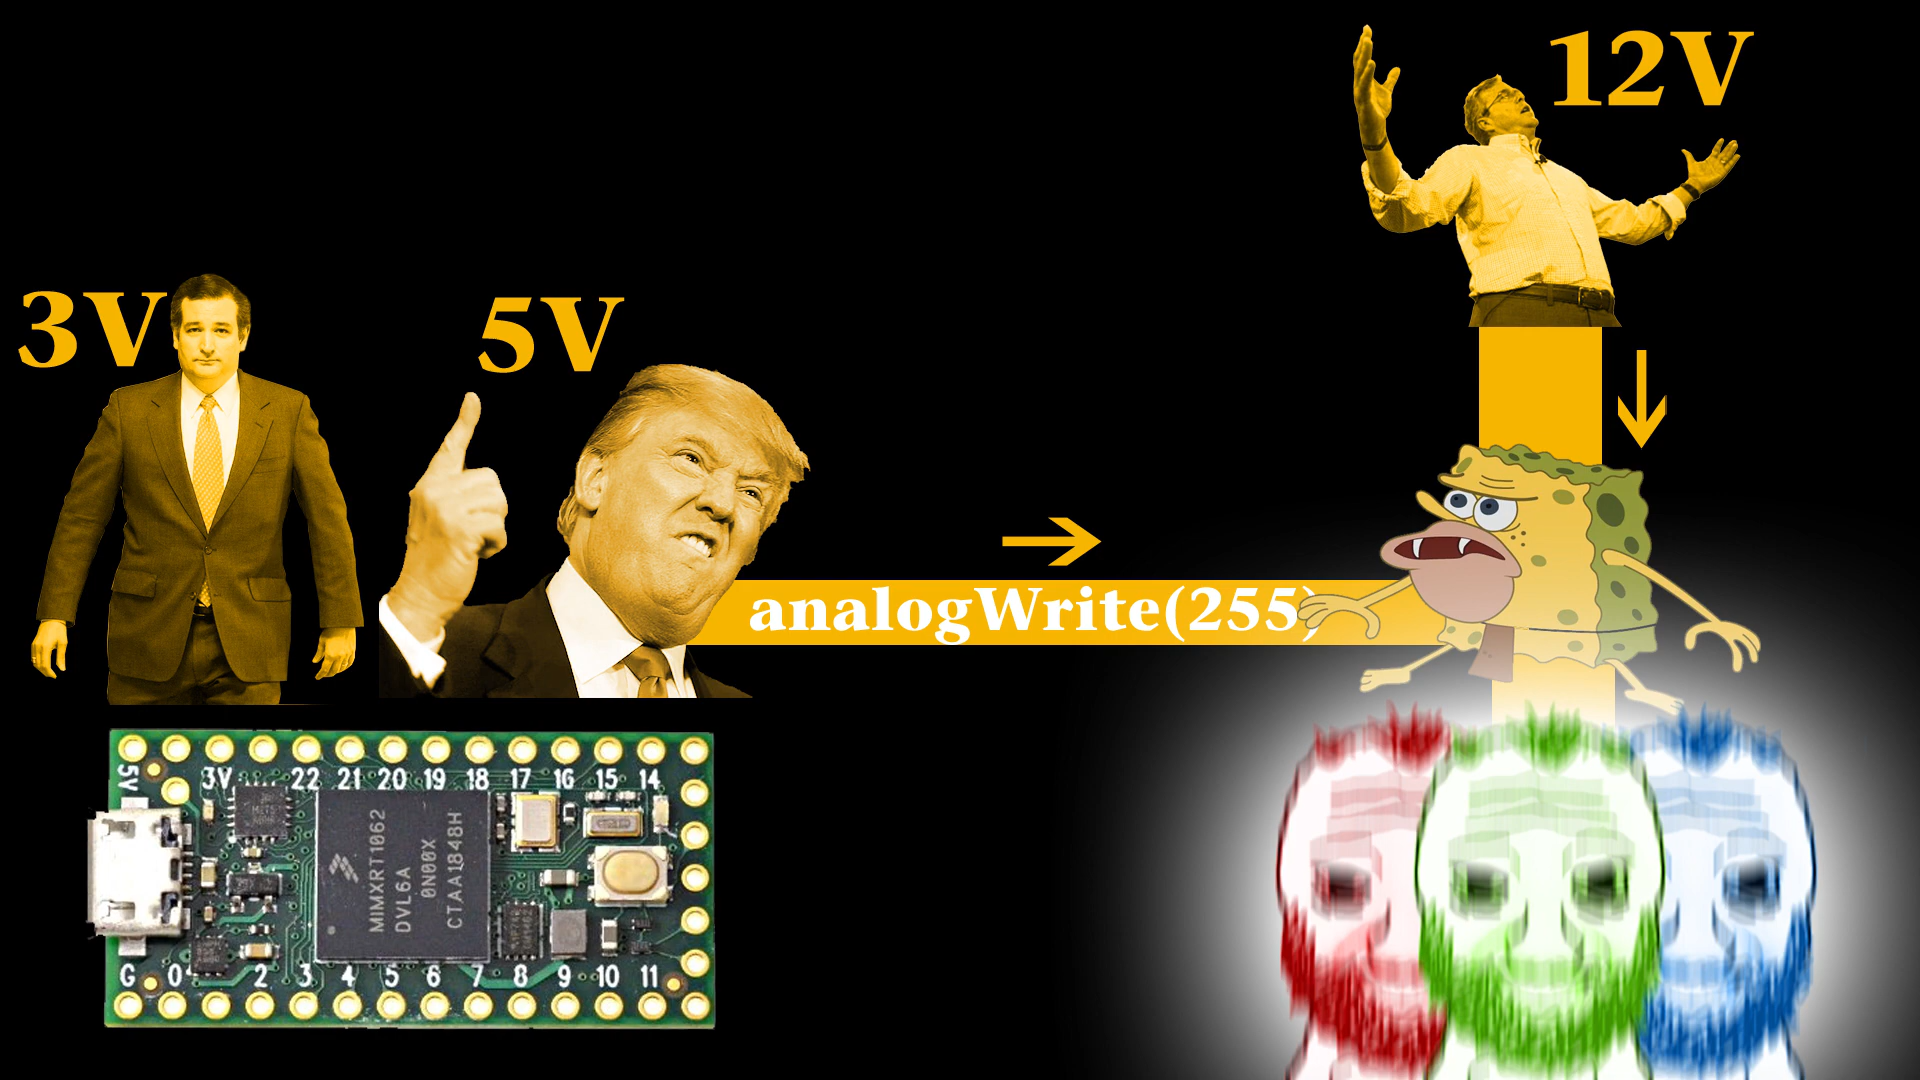 12V
3V
5V
analogWrite(255)
5V 3V 22 21 20 19 18 17 16 15 14
MIMXRT1062
DVL6A
0N00X
CTAA1848H
G 0 2 3 4 5 6 7 8 9 10 11